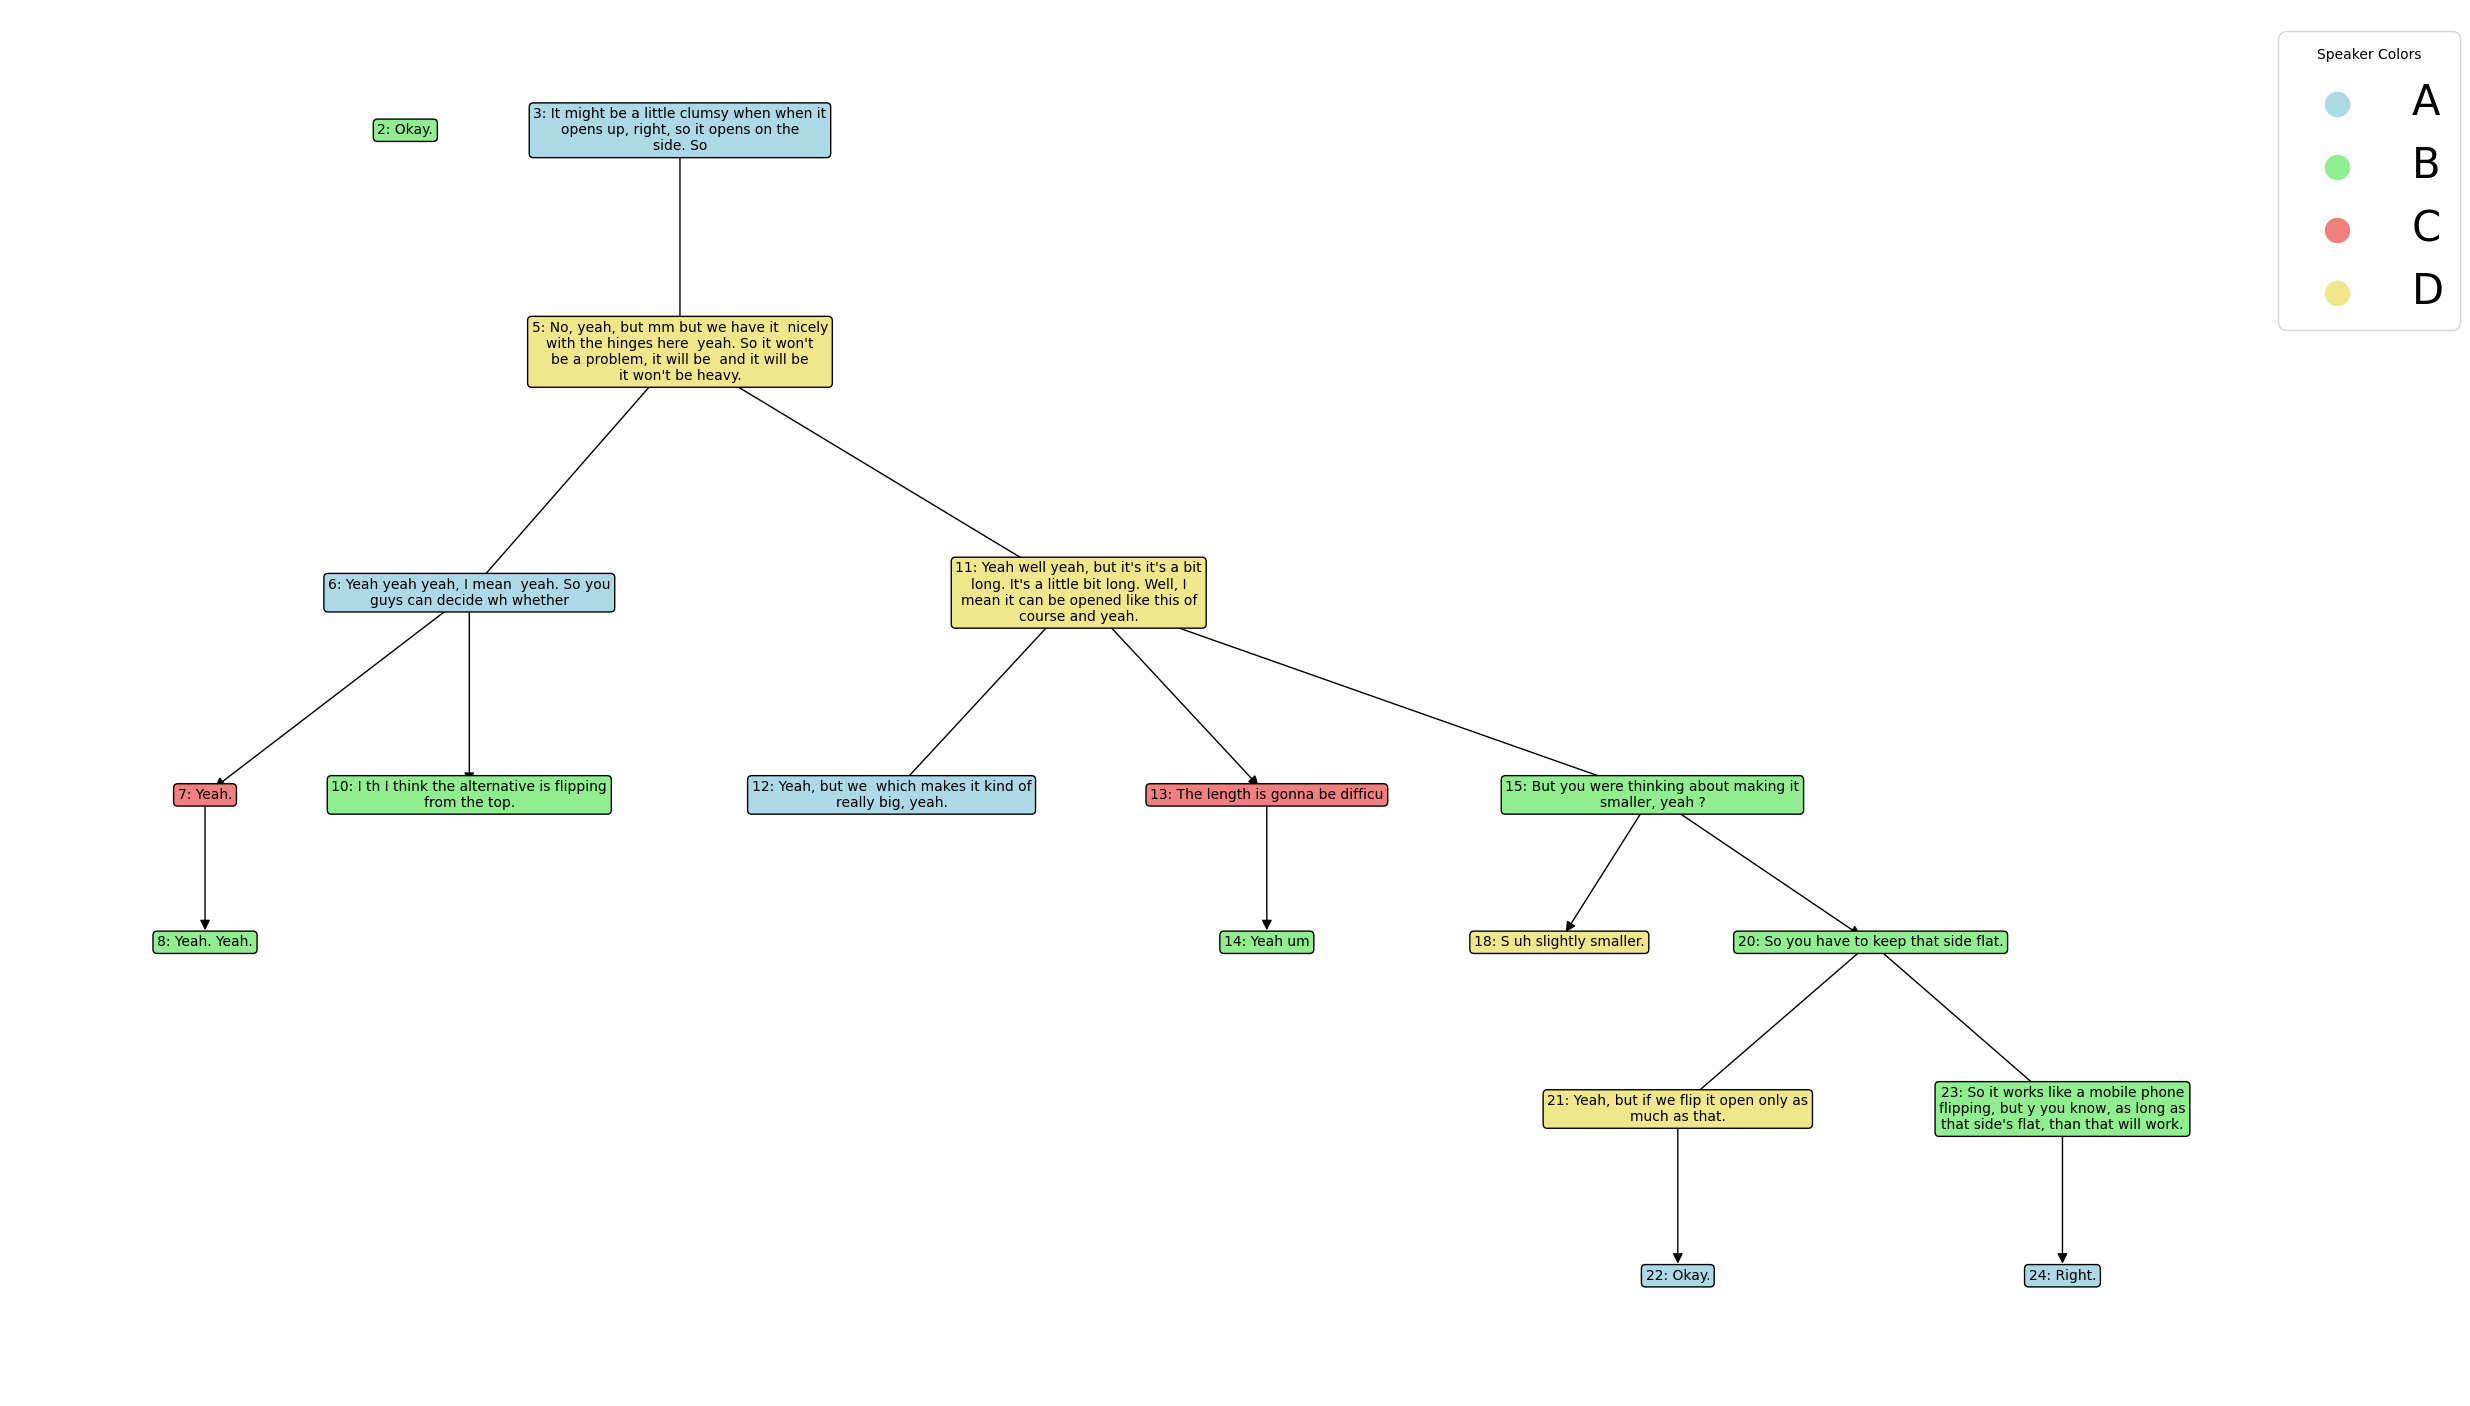 Speaker Colors
A
B
C
D
2: Okay.
3: It might be a little clumsy when when it
opens up, right, so it opens on the
side. So
5: No, yeah, but mm but we have it  nicely
with the hinges here  yeah. So it won't
be a problem, it will be  and it will be
it won't be heavy.
6: Yeah yeah yeah, I mean  yeah. So you
guys can decide wh whether
11: Yeah well yeah, but it's it's a bit
long. It's a little bit long. Well, I
mean it can be opened like this of
course and yeah.
7: Yeah.
10: I th I think the alternative is flipping
from the top.
12: Yeah, but we  which makes it kind of
really big, yeah.
13: The length is gonna be difficu
15: But you were thinking about making it
smaller, yeah ?
8: Yeah. Yeah.
14: Yeah um
18: S uh slightly smaller.
20: So you have to keep that side flat.
21: Yeah, but if we flip it open only as
much as that.
23: So it works like a mobile phone
flipping, but y you know, as long as
that side's flat, than that will work.
22: Okay.
24: Right.